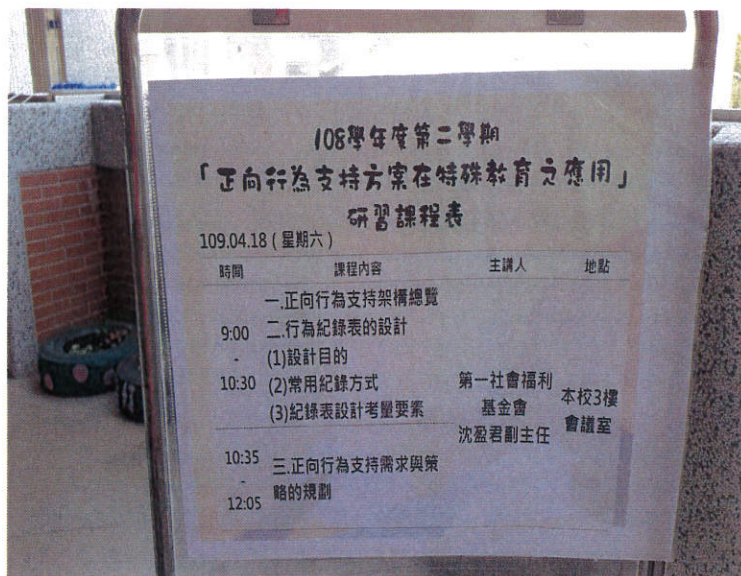 108學年度第二學期
「正向行為支持方案在特殊教育之應用」
研習課程表
109.04.18 ( 星期六 )
時間 課程內容 主講人 地點
一.正向行為支持架構總覽
9:00 二.行為紀錄表的設計
- (1)設計目的
10:30 (2)常用紀錄方式 第一社會福利 本校3樓
(3)紀錄表設計考量要素 基金會 會議室
沈盈君副主任
10:35 三.正向行為支持需求與策
- 略的規劃
12:05